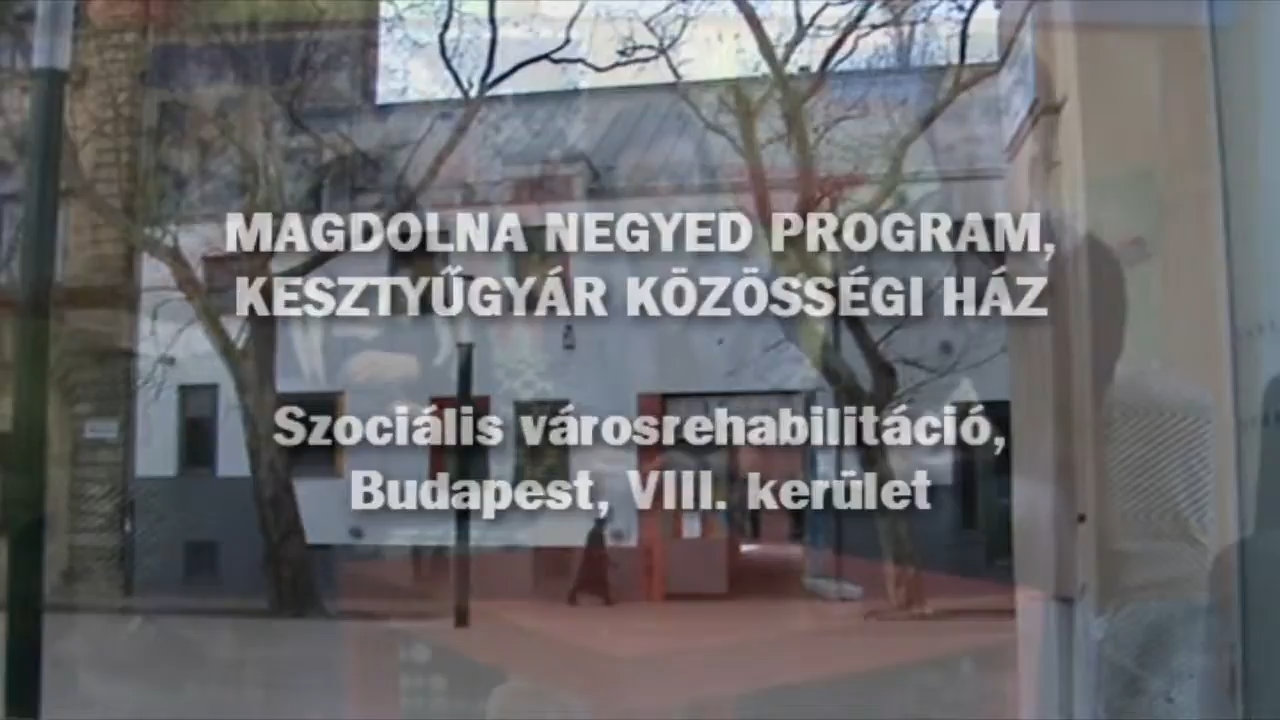 MAGDOLNA NEGYED PROGRAM,
KESZTYŰGYÁR KÖZÖSSÉGI HÁZ
Szociális városrehabilitáció,
Budapest, VIII. kerület